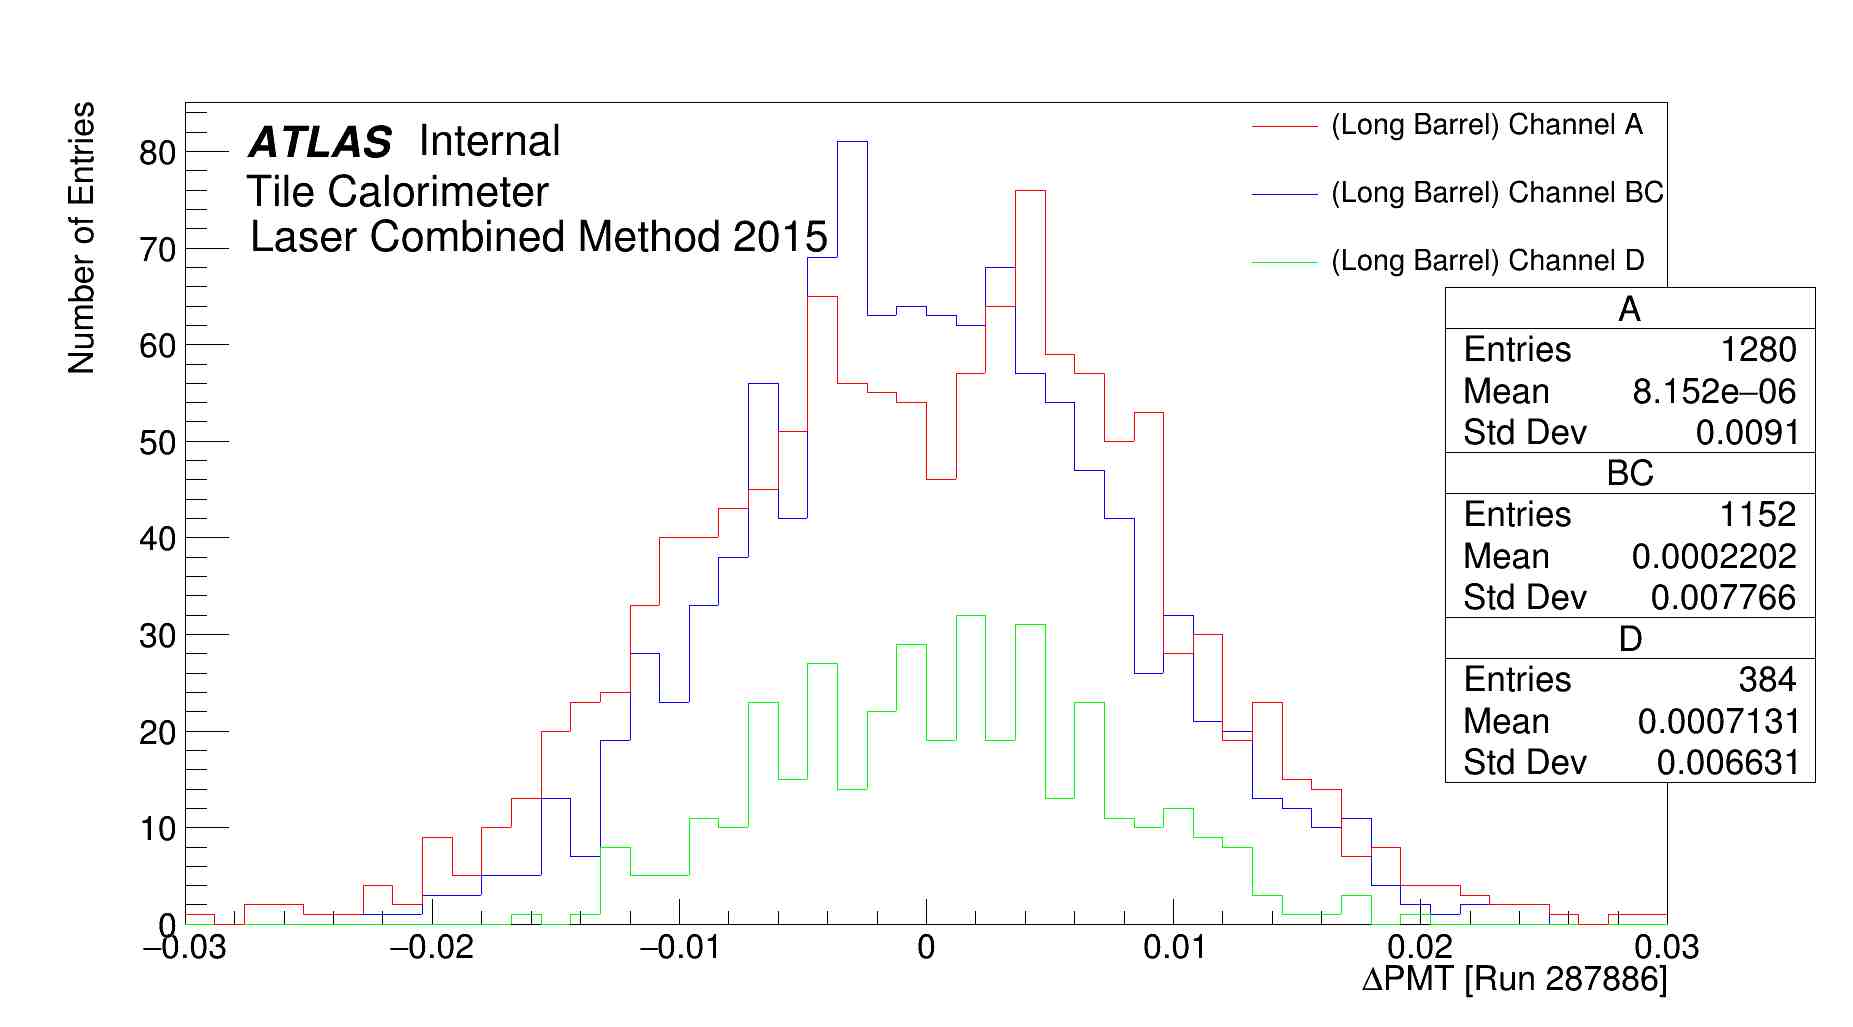 Number of Entries
ATLAS Internal
Tile Calorimeter
Laser Combined Method 2015
(Long Barrel) Channel A
(Long Barrel) Channel BC
(Long Barrel) Channel D
A
Entries 1280
Mean 8.152e−06
Std Dev 0.0091
BC
Entries 1152
Mean 0.0002202
Std Dev 0.007766
D
Entries 384
Mean 0.0007131
Std Dev 0.006631
80
70
60
50
40
30
20
10
0
−0.03 −0.02 −0.01 0 0.01 0.02 0.03
ΔPMT [Run 287886]